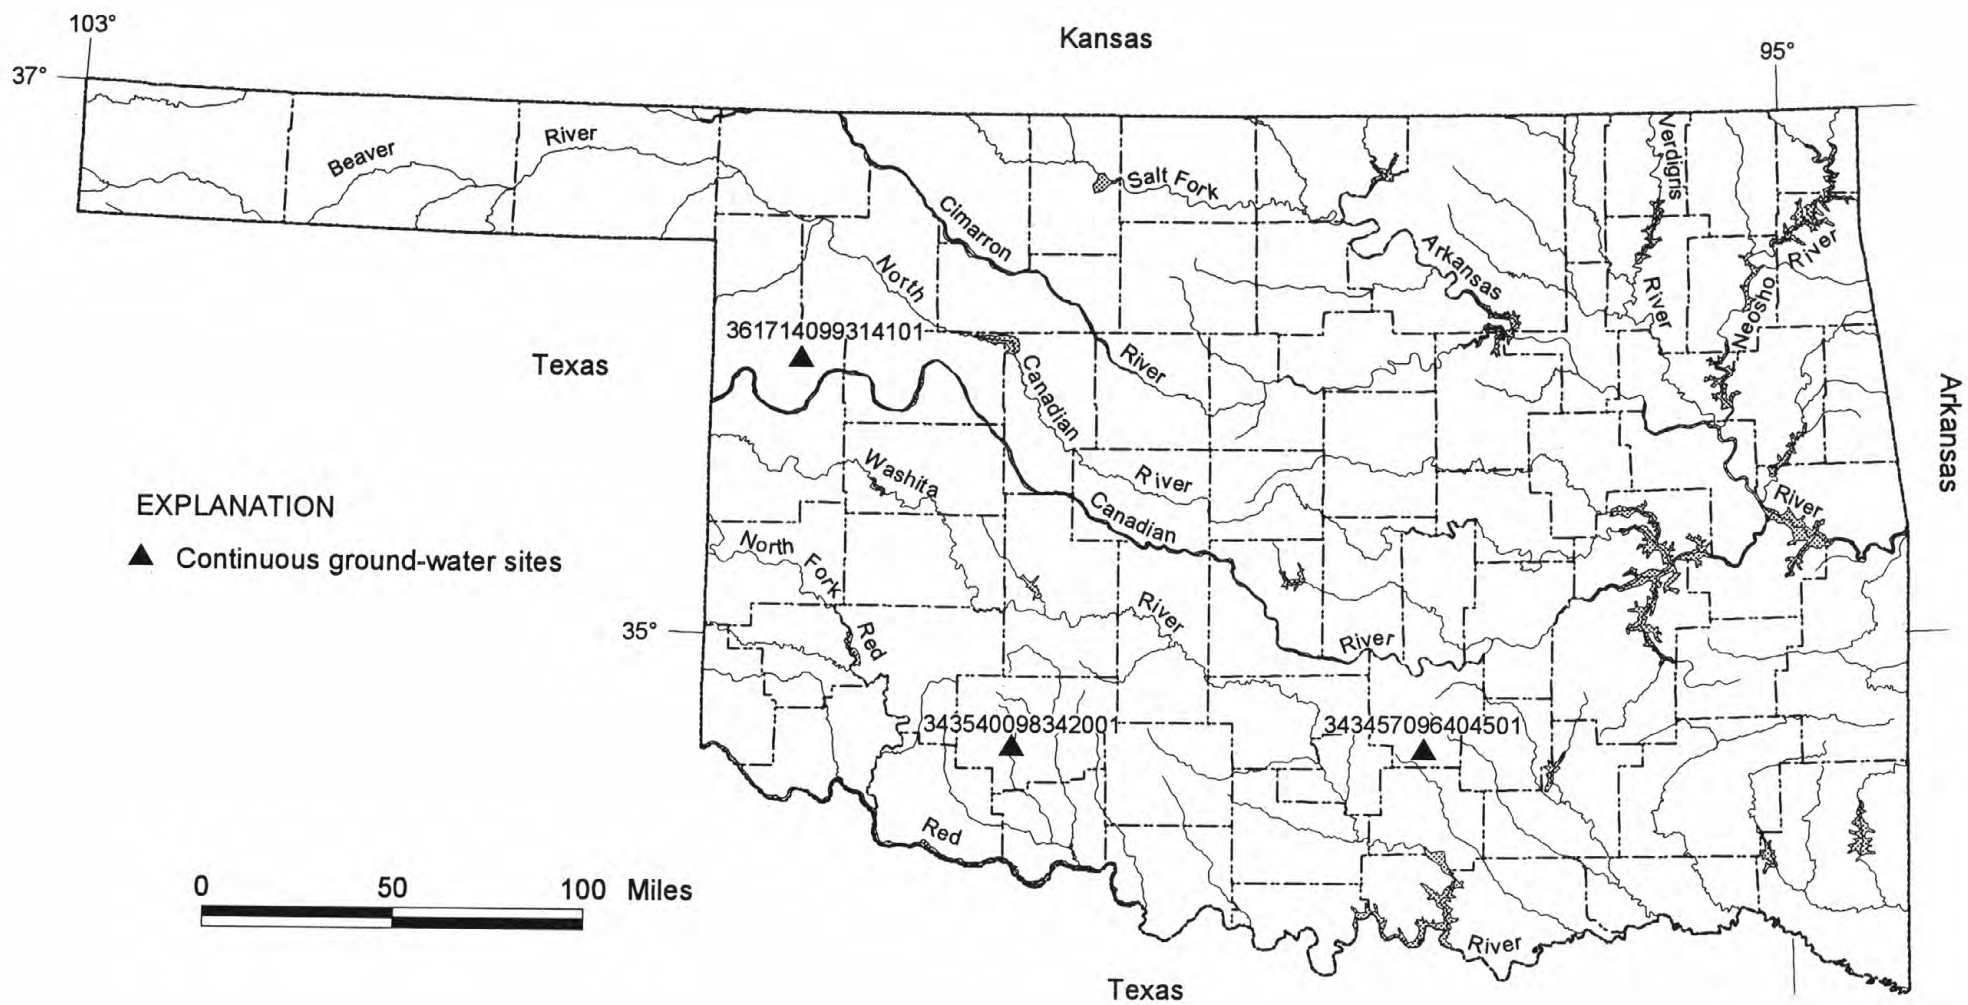 103°
Kansas
95°
37°
Beaver
River
Salt Fork
Verdigris
Cimarron
Arkansas
River
North
River
Neosho
361714099314101
Texas
Canadian
River
Arkansas
Washita
River
Canadian
River
EXPLANATION
North
Fork
Red
Continuous ground-water sites
River
35°
River
343540098342001
343457096404501
Red
0 50 100 Miles
River
Texas